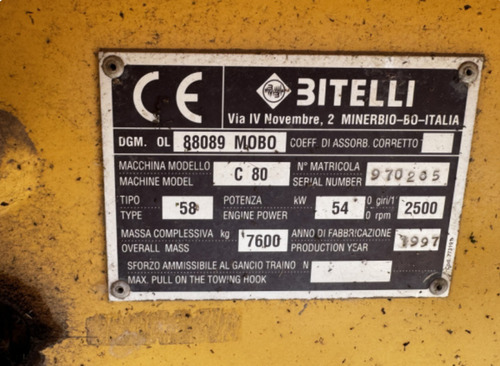 CE BITELLI
Via IV Novembre, 2 MINERBIO-BO-ITALIA
DGM. OL 88089 MOBO COEFF DI ASSORB. CORRETTO
MACCHINA MODELLO C 80 N° MATRICOLA 970205
MACHINE MODEL SERIAL NUMBER
TIPO 58 POTENZA kW 54 0 giri/1 2500
TYPE ENGINE POWER 0 rpm
MASSA COMPLESSIVA kg 7600 ANNO DI FABBRICAZIONE 1997
OVERALL MASS PRODUCTION YEAR
SFORZO AMMISSIBILE AL GANCIO TRAINO N
MAX. PULL ON THE TOWING HOOK